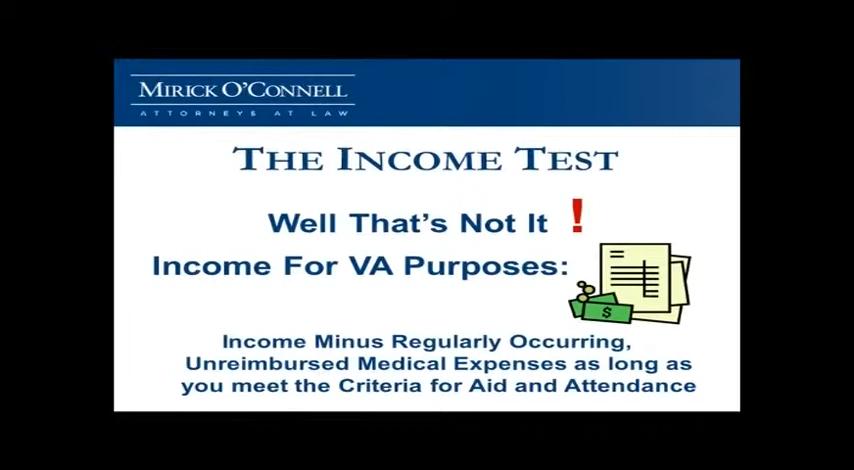 MIRICK O'CONNELL
ATTORNEYS AT LAW
THE INCOME TEST
Well That's Not It !
Income For VA Purposes:
$
Income Minus Regularly Occurring,
Unreimbursed Medical Expenses as long as
you meet the Criteria for Aid and Attendance